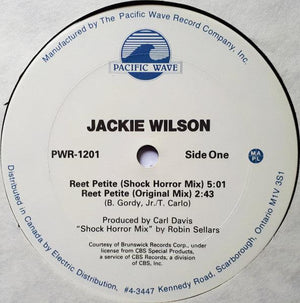 Manufactured by The Pacific Wave Record Company, Inc.
PACIFIC WAVE
JACKIE WILSON
PWR-1201
Side One
MA
PL
Reet Petite (Shock Horror Mix) 5:01
Reet Petite (Original Mix) 2:43
(B. Gordy, Jr./T. Carlo)
Produced by Carl Davis
"Shock Horror Mix" by Robin Sellars
Courtesy of Brunswick Records Corp., under
license from CBS Special Products,
a service of CBS Records, a division
of CBS, Inc.
Distributed in Canada by Electric Distribution, #4-3447 Kennedy Road, Scarborough, Ontario M1V 3S1